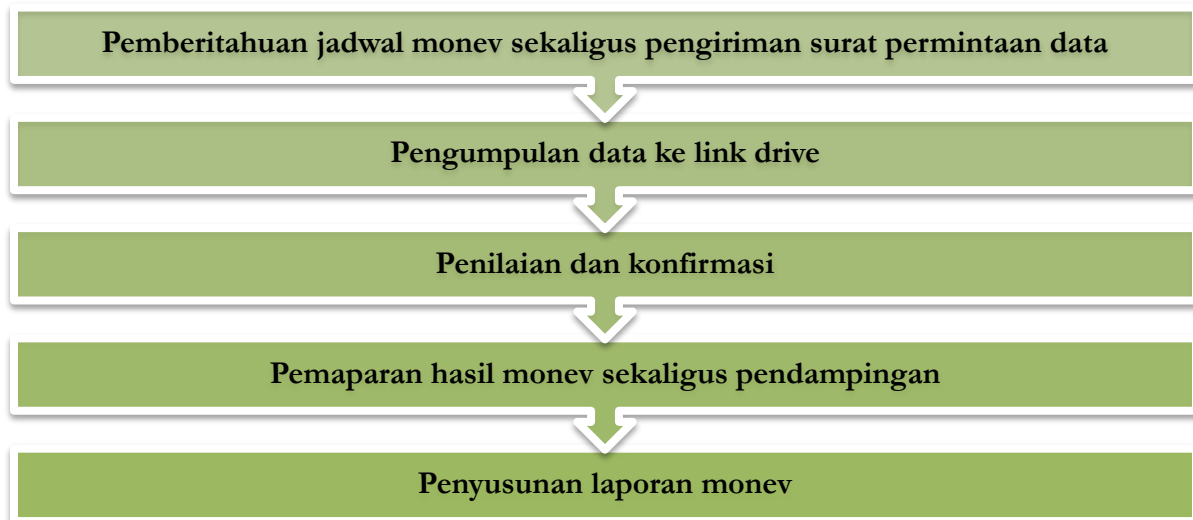 Pemberitahuan jadwal monev sekaligus pengiriman surat permintaan data
Pengumpulan data ke link drive
Penilaian dan konfirmasi
Pemaparan hasil monev sekaligus pendampingan
Penyusunan laporan monev